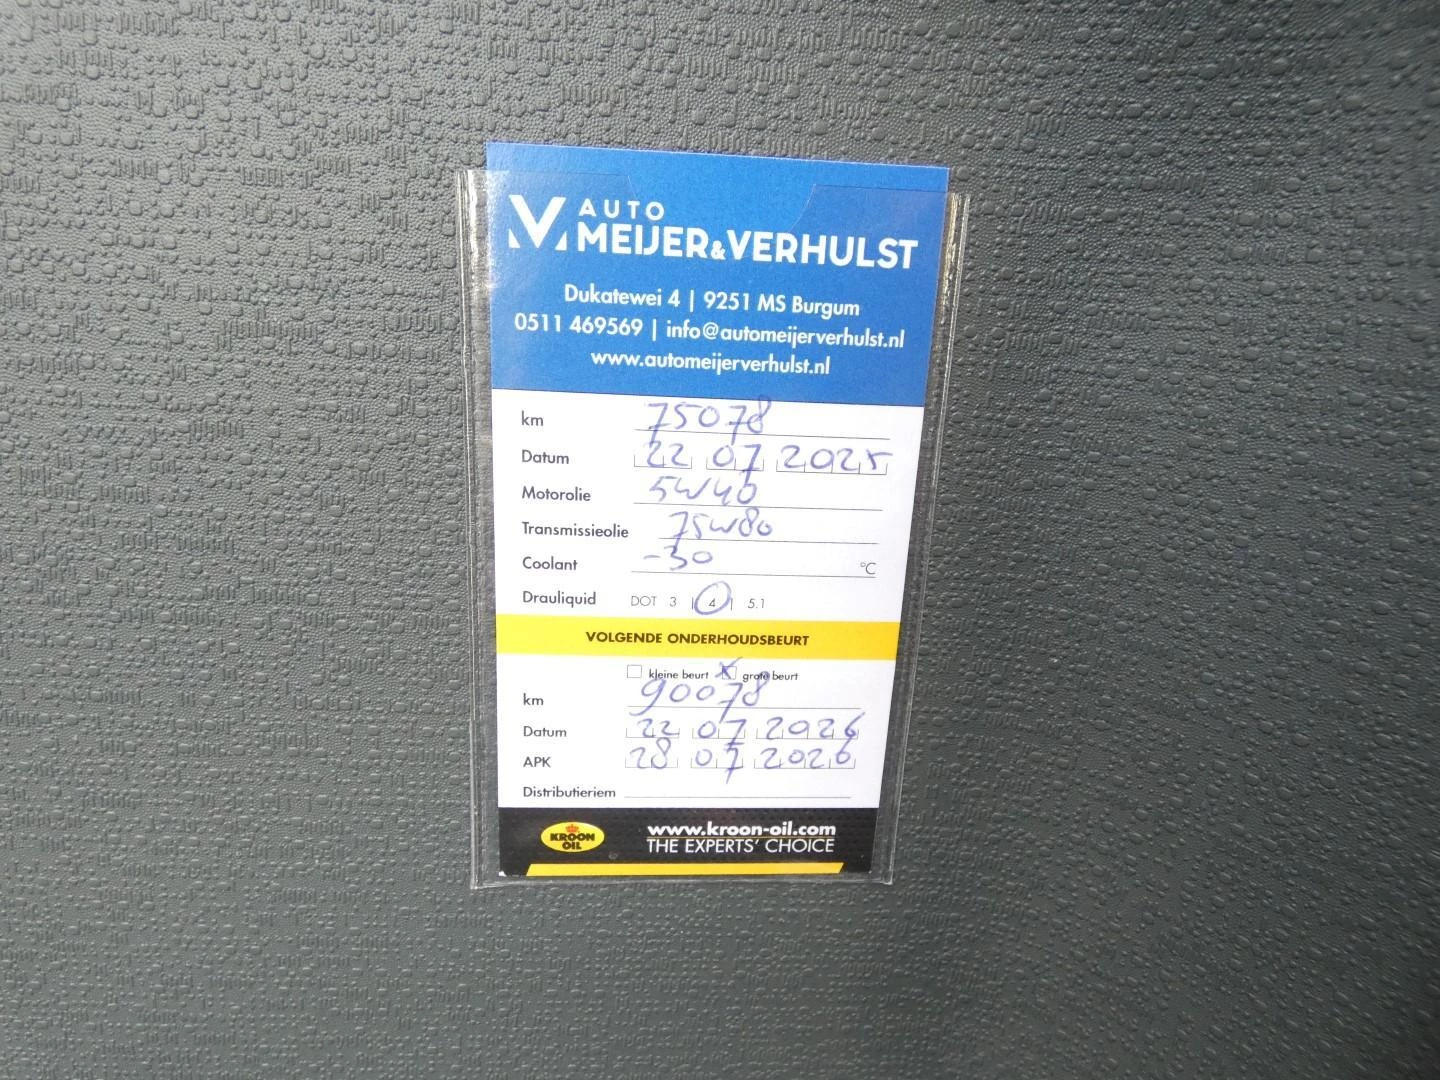 AUTO
MEIJER&VERHULST
Dukatewei 4 | 9251 MS Burgum
0511 469569 | info@automeijerverhulst.nl
www.automeijerverhulst.nl
km 75078
Datum 22 07 2025
Motorolie 5W40
Transmissieolie 75W80
Coolant -30 °C
Drauliquid DOT 3 | 4 | 5.1
VOLGENDE ONDERHOUDSBEURT
kleine beurt x grote beurt
km 90078
Datum 22 07 2026
APK 28 07 2026
Distributieriem
KROON OIL www.kroon-oil.com
THE EXPERTS' CHOICE